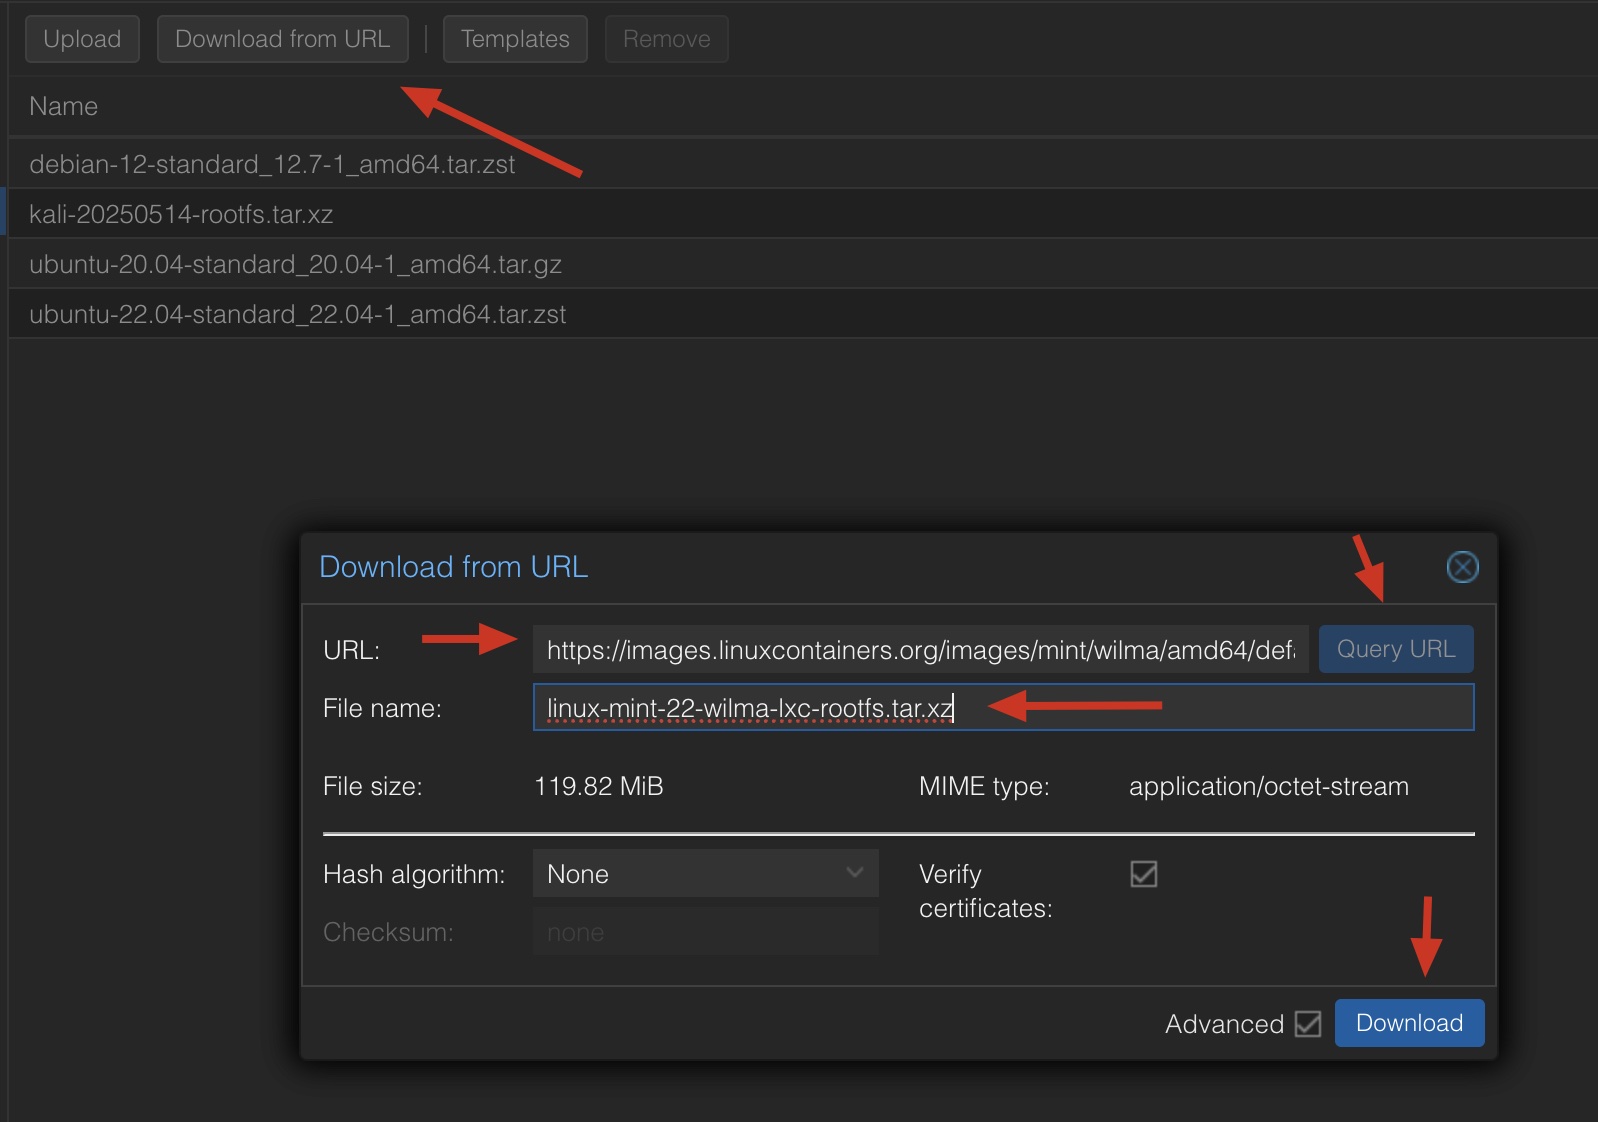 Upload Download from URL Templates Remove
Name
debian-12-standard_12.7-1_amd64.tar.zst
kali-20250514-rootfs.tar.xz
ubuntu-20.04-standard_20.04-1_amd64.tar.gz
ubuntu-22.04-standard_22.04-1_amd64.tar.zst
Download from URL
URL: https://images.linuxcontainers.org/images/mint/wilma/amd64/defa Query URL
File name: linux-mint-22-wilma-lxc-rootfs.tar.xz
File size: 119.82 MiB MIME type: application/octet-stream
Hash algorithm: None Verify
certificates:
Checksum: none
Advanced Download